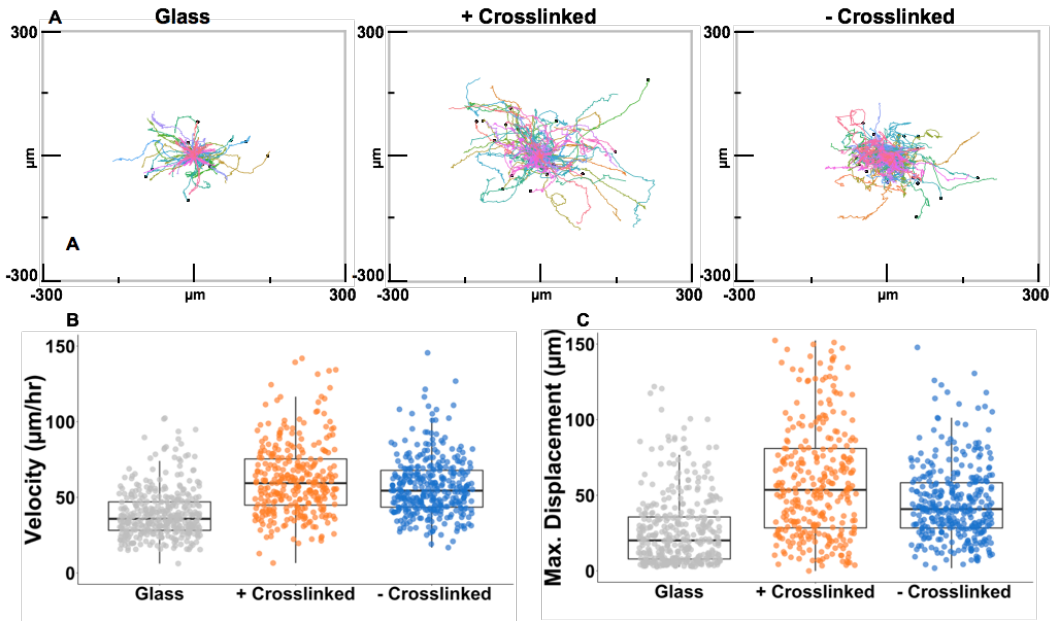 A
Glass
+ Crosslinked
- Crosslinked
300
µm
-300
A
-300
µm
300
300
µm
-300
-300
µm
300
300
µm
-300
-300
µm
300
B
Velocity (µm/hr)
150
100
50
0
Glass
+ Crosslinked
- Crosslinked
C
Max. Displacement (µm)
150
100
50
0
Glass
+ Crosslinked
- Crosslinked